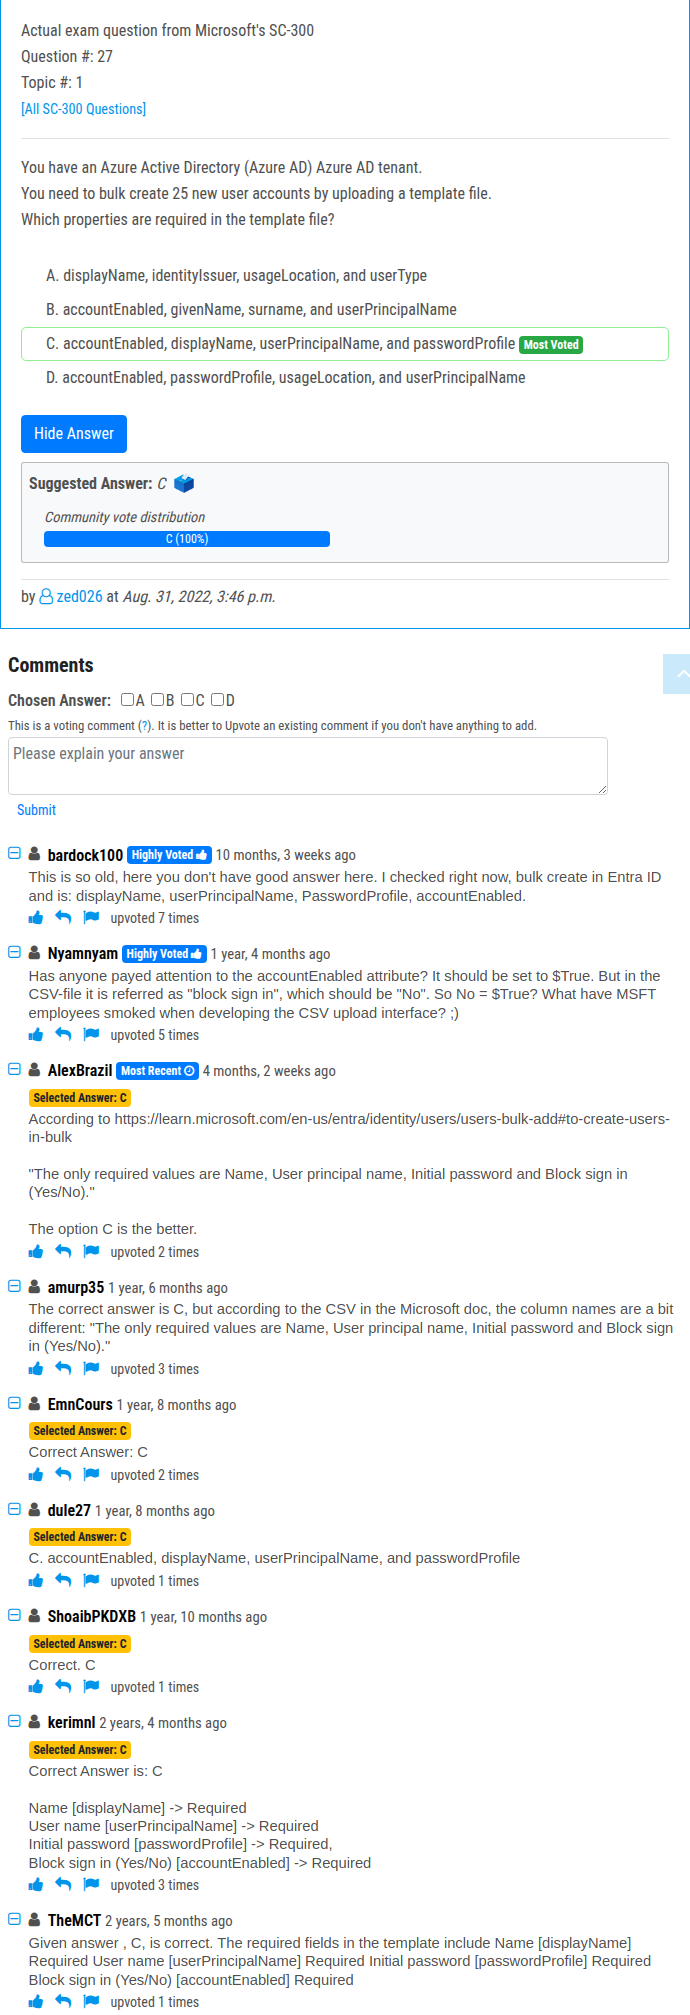 Actual exam question from Microsoft's SC-300
Question #: 27
Topic #: 1
[All SC-300 Questions]
You have an Azure Active Directory (Azure AD) Azure AD tenant.
You need to bulk create 25 new user accounts by uploading a template file.
Which properties are required in the template file?
A. displayName, identityIssuer, usageLocation, and userType
B. accountEnabled, givenName, surname, and userPrincipalName
C. accountEnabled, displayName, userPrincipalName, and passwordProfile Most Voted
D. accountEnabled, passwordProfile, usageLocation, and userPrincipalName
Hide Answer
Suggested Answer: C
Community vote distribution
C (100%)
by zed026 at Aug. 31, 2022, 3:46 p.m.
Comments
Chosen Answer: A B C D
This is a voting comment (?). It is better to Upvote an existing comment if you don't have anything to add.
Please explain your answer
Submit
bardock100 Highly Voted 10 months, 3 weeks ago
This is so old, here you don't have good answer here. I checked right now, bulk create in Entra ID
and is: displayName, userPrincipalName, PasswordProfile, accountEnabled.
upvoted 7 times
Nyamnyam Highly Voted 1 year, 4 months ago
Has anyone payed attention to the accountEnabled attribute? It should be set to $True. But in the
CSV-file it is referred as "block sign in", which should be "No". So No = $True? What have MSFT
employees smoked when developing the CSV upload interface? ;)
upvoted 5 times
AlexBrazil Most Recent 4 months, 2 weeks ago
Selected Answer: C
According to https://learn.microsoft.com/en-us/entra/identity/users/users-bulk-add#to-create-users-
in-bulk
"The only required values are Name, User principal name, Initial password and Block sign in
(Yes/No)."
The option C is the better.
upvoted 2 times
amurp35 1 year, 6 months ago
The correct answer is C, but according to the CSV in the Microsoft doc, the column names are a bit
different: "The only required values are Name, User principal name, Initial password and Block sign
in (Yes/No)."
upvoted 3 times
EmnCours 1 year, 8 months ago
Selected Answer: C
Correct Answer: C
upvoted 2 times
dule27 1 year, 8 months ago
Selected Answer: C
C. accountEnabled, displayName, userPrincipalName, and passwordProfile
upvoted 1 times
ShoaibPKDXB 1 year, 10 months ago
Selected Answer: C
Correct. C
upvoted 1 times
kerimnl 2 years, 4 months ago
Selected Answer: C
Correct Answer is: C
Name [displayName] -> Required
User name [userPrincipalName] -> Required
Initial password [passwordProfile] -> Required,
Block sign in (Yes/No) [accountEnabled] -> Required
upvoted 3 times
TheMCT 2 years, 5 months ago
Given answer , C, is correct. The required fields in the template include Name [displayName]
Required User name [userPrincipalName] Required Initial password [passwordProfile] Required
Block sign in (Yes/No) [accountEnabled] Required
upvoted 1 times